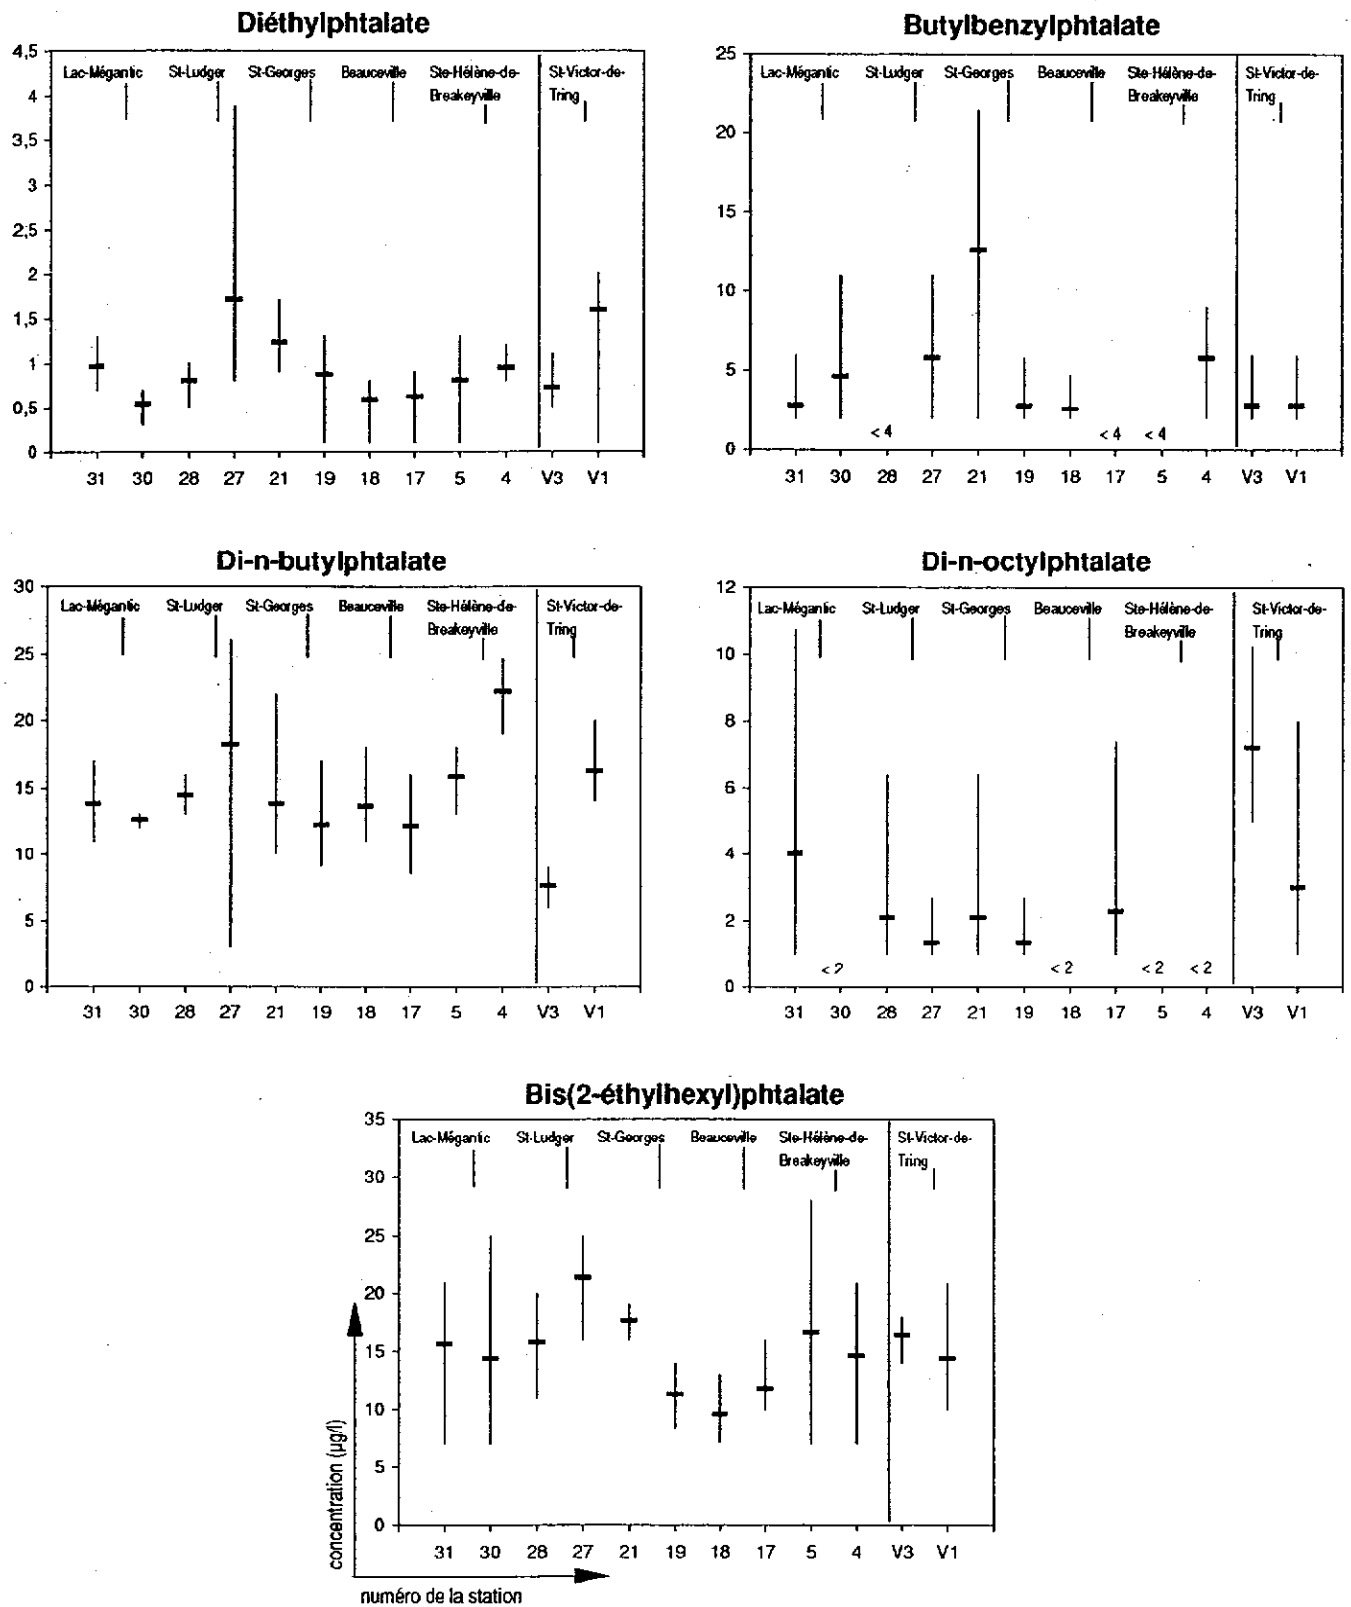 Diéthylphtalate
4,5
4
3,5
3
2,5
2
1,5
1
0,5
0
Lac-Mégantic St-Ludger St-Georges Beauceville Ste-Hélène-de-Breakeyville St-Victor-de-Tring
31 30 28 27 21 19 18 17 5 4 V3 V1
Butylbenzylphtalate
25
20
15
10
5
0
Lac-Mégantic St-Ludger St-Georges Beauceville Ste-Hélène-de-Breakeyville St-Victor-de-Tring
< 4 < 4 < 4
31 30 28 27 21 19 18 17 5 4 V3 V1
Di-n-butylphtalate
30
25
20
15
10
5
0
Lac-Mégantic St-Ludger St-Georges Beauceville Ste-Hélène-de-Breakeyville St-Victor-de-Tring
31 30 28 27 21 19 18 17 5 4 V3 V1
Di-n-octylphtalate
12
10
8
6
4
2
0
Lac-Mégantic St-Ludger St-Georges Beauceville Ste-Hélène-de-Breakeyville St-Victor-de-Tring
< 2 < 2 < 2 < 2
31 30 28 27 21 19 18 17 5 4 V3 V1
Bis(2-éthylhexyl)phtalate
35
30
25
20
15
10
5
0
Lac-Mégantic St-Ludger St-Georges Beauceville Ste-Hélène-de-Breakeyville St-Victor-de-Tring
31 30 28 27 21 19 18 17 5 4 V3 V1
concentration (µg/l)
numéro de la station